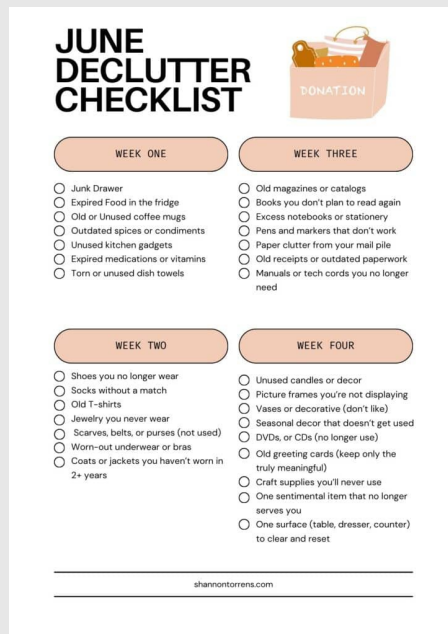 JUNE
DECLUTTER
CHECKLIST
DONATION
WEEK ONE
Junk Drawer
Expired Food in the fridge
Old or Unused coffee mugs
Outdated spices or condiments
Unused kitchen gadgets
Expired medications or vitamins
Torn or unused dish towels
WEEK THREE
Old magazines or catalogs
Books you don't plan to read again
Excess notebooks or stationery
Pens and markers that don't work
Paper clutter from your mail pile
Old receipts or outdated paperwork
Manuals or tech cords you no longer
need
WEEK TWO
Shoes you no longer wear
Socks without a match
Old T-shirts
Jewelry you never wear
Scarves, belts, or purses (not used)
Worn-out underwear or bras
Coats or jackets you haven't worn in
2+ years
WEEK FOUR
Unused candles or decor
Picture frames you're not displaying
Vases or decorative (don't like)
Seasonal decor that doesn't get used
DVDs, or CDs (no longer use)
Old greeting cards (keep only the
truly meaningful)
Craft supplies you'll never use
One sentimental item that no longer
serves you
One surface (table, dresser, counter)
to clear and reset
shannontorrens.com